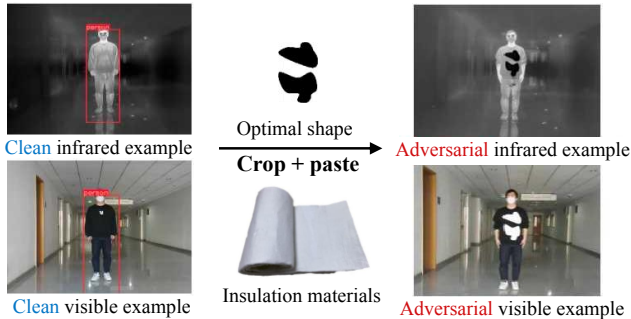 person
Optimal shape
Clean infrared example
Crop + paste
Adversarial infrared example
person
Clean visible example
Insulation materials
Adversarial visible example